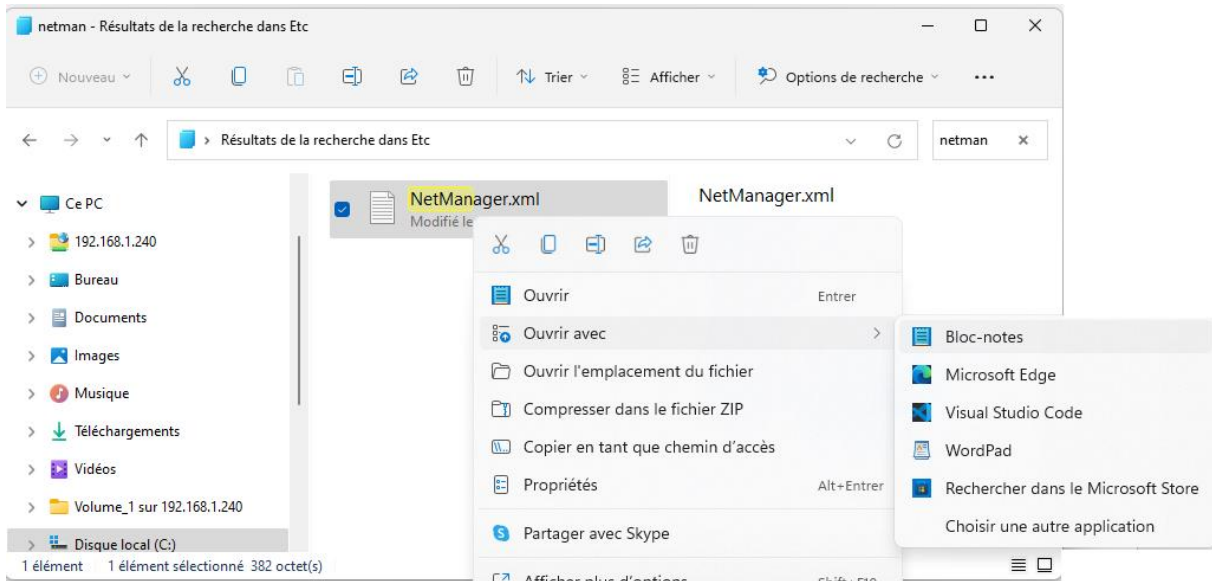 netman - Résultats de la recherche dans Etc
Nouveau
Trier
Afficher
Options de recherche
Résultats de la recherche dans Etc
netman
Ce PC
192.168.1.240
Bureau
Documents
Images
Musique
Téléchargements
Vidéos
Volume_1 sur 192.168.1.240
Disque local (C:)
NetManager.xml
Modifié le
NetManager.xml
Ouvrir Entrer
Ouvrir avec
Ouvrir l'emplacement du fichier
Compresser dans le fichier ZIP
Copier en tant que chemin d’accès
Propriétés Alt+Entrer
Partager avec Skype
Afficher plus d'options Shift+F10
Bloc-notes
Microsoft Edge
Visual Studio Code
WordPad
Rechercher dans le Microsoft Store
Choisir une autre application
1 élément 1 élément sélectionné 382 octet(s)